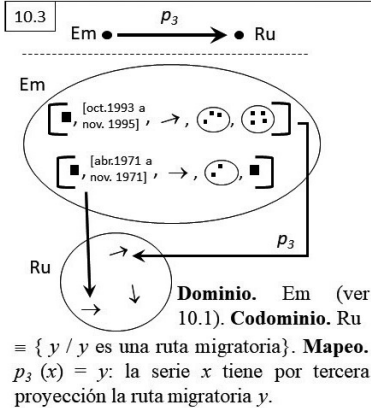 10.3
p₃
Em ● → ● Ru
Em
[■, [oct.1993 a nov. 1995] , →, ⊙, ⊙]
[■, [abr.1971 a nov. 1971] , →, ⊙, ■]
p₃
Ru
Dominio. Em (ver
10.1). Codominio. Ru
≡ { y / y es una ruta migratoria}. Mapeo.
p₃ (x) = y: la serie x tiene por tercera
proyección la ruta migratoria y.